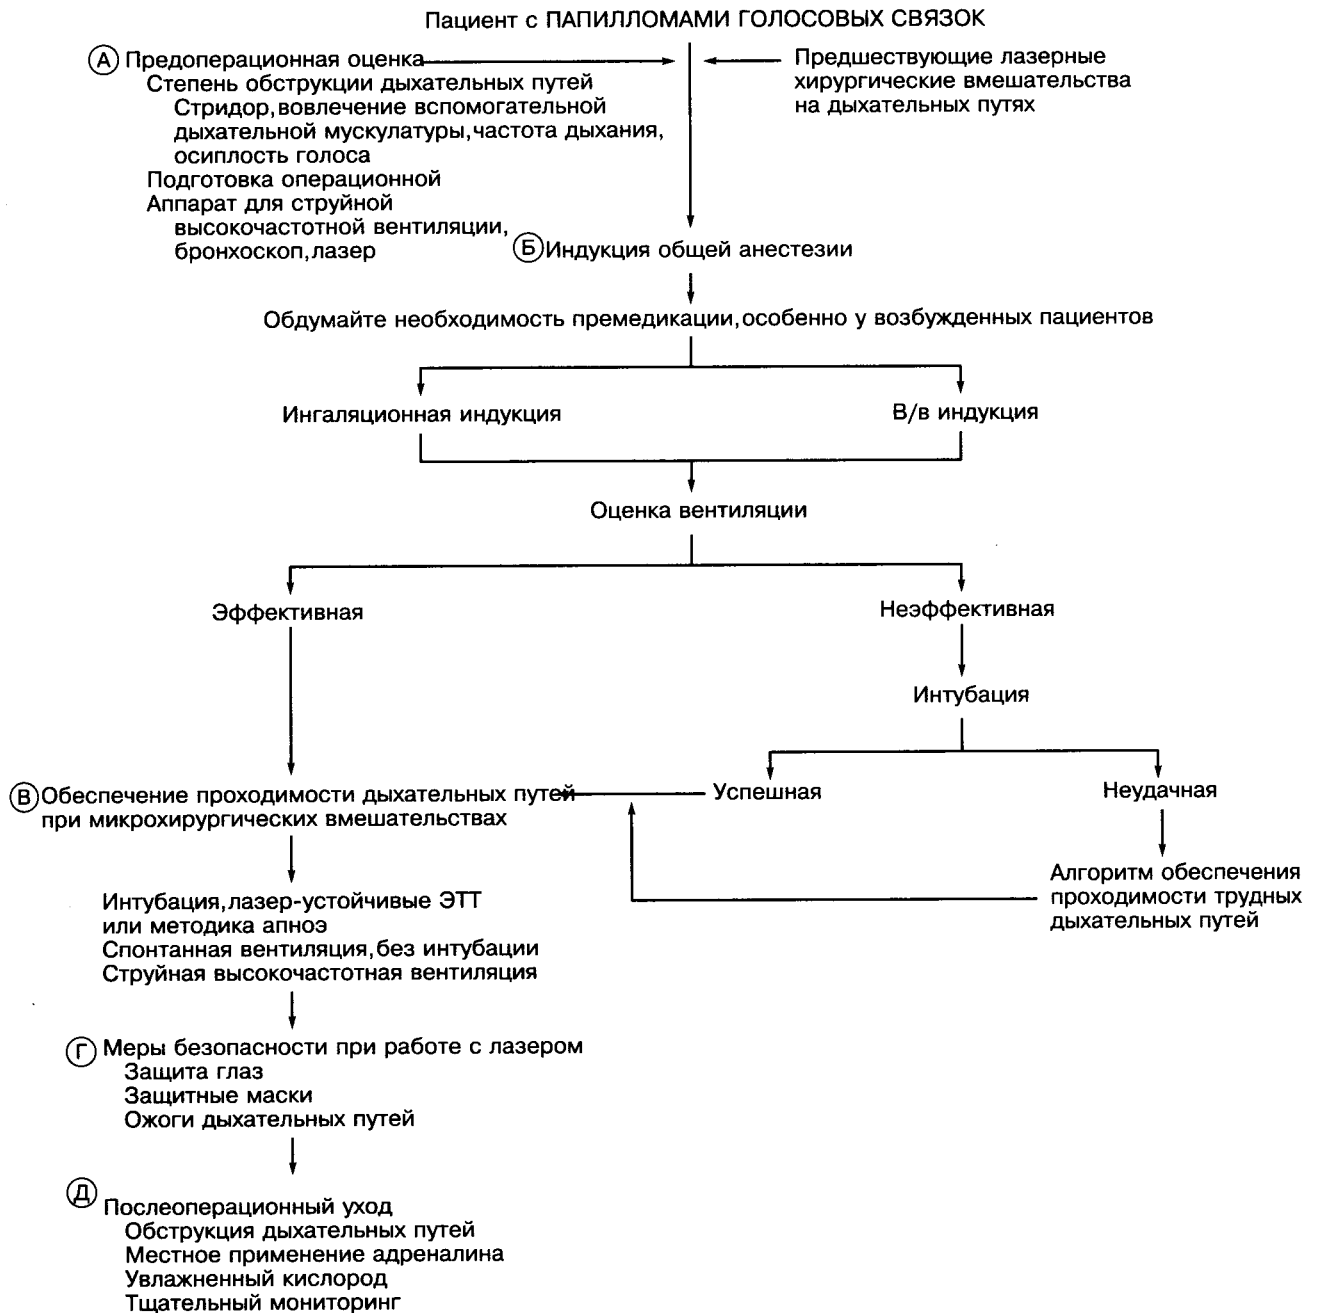 Пациент с ПАПИЛЛОМАМИ ГОЛОСОВЫХ СВЯЗОК
А Предоперационная оценка
Степень обструкции дыхательных путей
Стридор, вовлечение вспомогательной
дыхательной мускулатуры, частота дыхания,
осиплость голоса
Подготовка операционной
Аппарат для струйной
высокочастотной вентиляции,
бронхоскоп, лазер
Предшествующие лазерные
хирургические вмешательства
на дыхательных путях
Б Индукция общей анестезии
Обдумайте необходимость премедикации, особенно у возбужденных пациентов
Ингаляционная индукция
В/в индукция
Оценка вентиляции
Эффективная
Неэффективная
Интубация
Успешная
Неудачная
Алгоритм обеспечения
проходимости трудных
дыхательных путей
В Обеспечение проходимости дыхательных путей
при микрохирургических вмешательствах
Интубация, лазер-устойчивые ЭТТ
или методика апноэ
Спонтанная вентиляция, без интубации
Струйная высокочастотная вентиляция
Г Меры безопасности при работе с лазером
Защита глаз
Защитные маски
Ожоги дыхательных путей
Д Послеоперационный уход
Обструкция дыхательных путей
Местное применение адреналина
Увлажненный кислород
Тщательный мониторинг